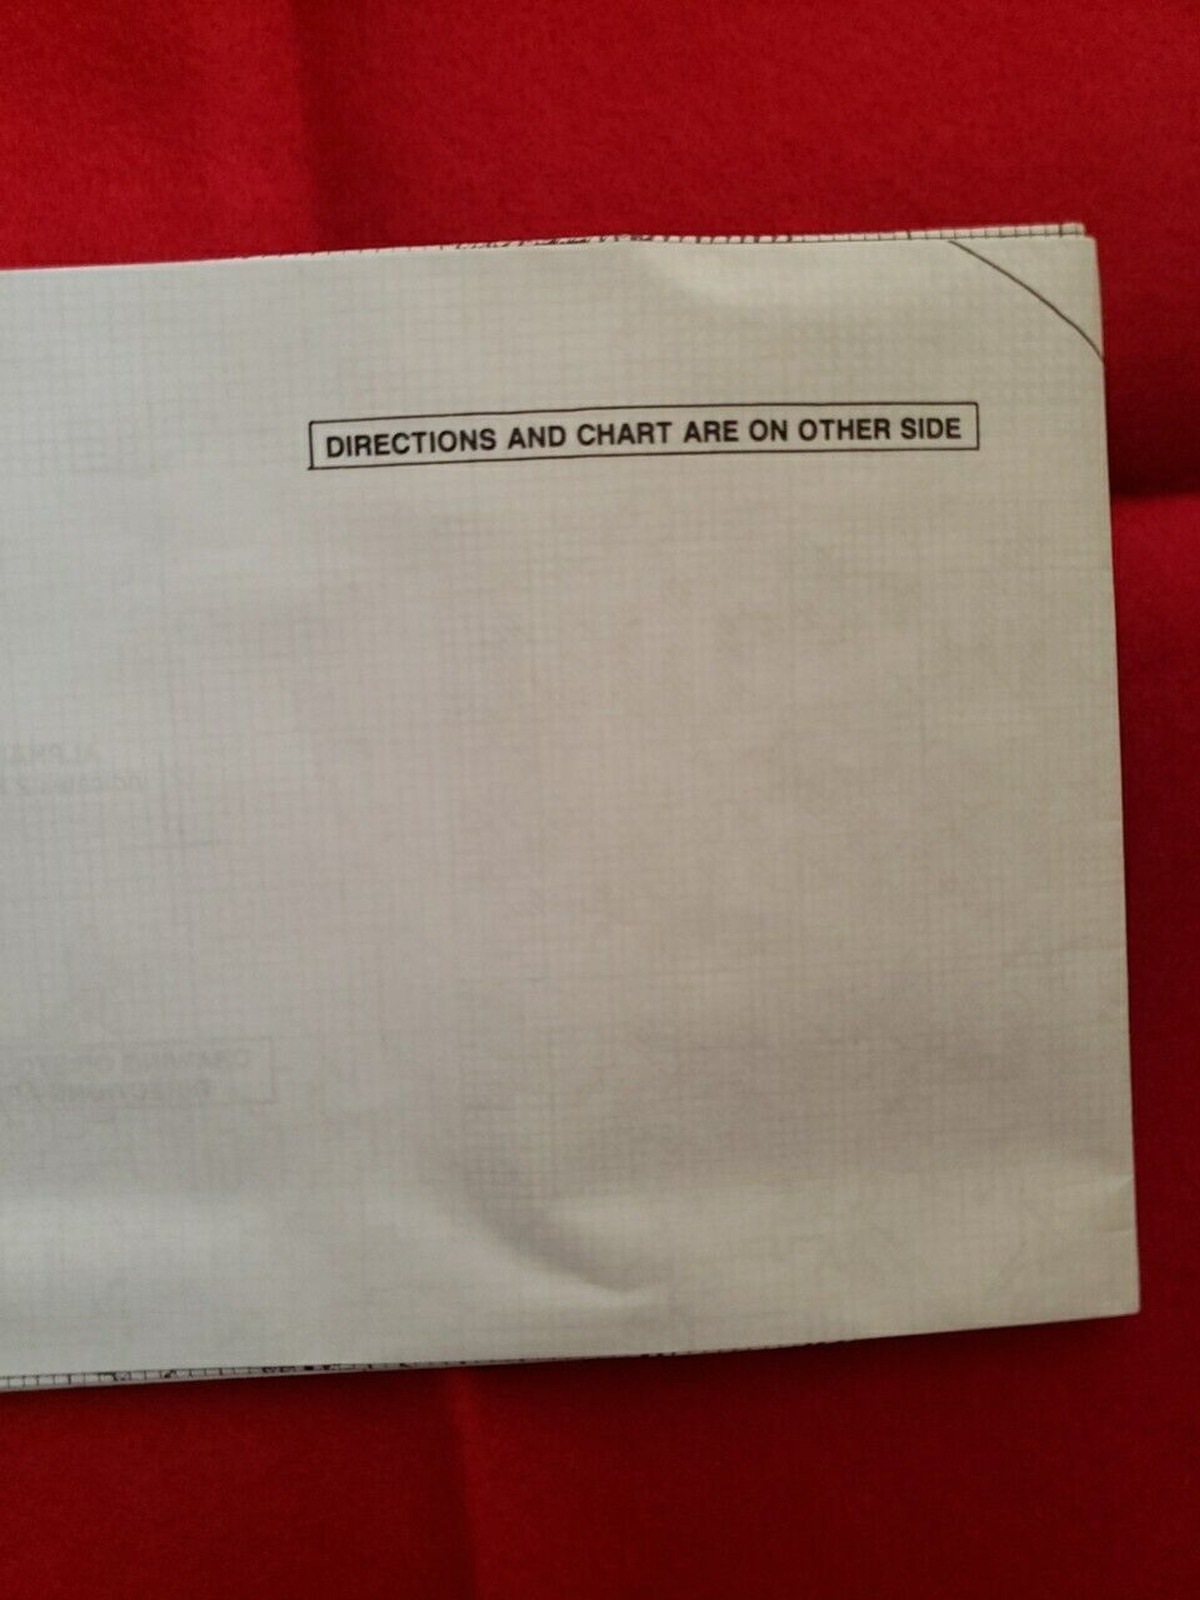 DIRECTIONS AND CHART ARE ON OTHER SIDE